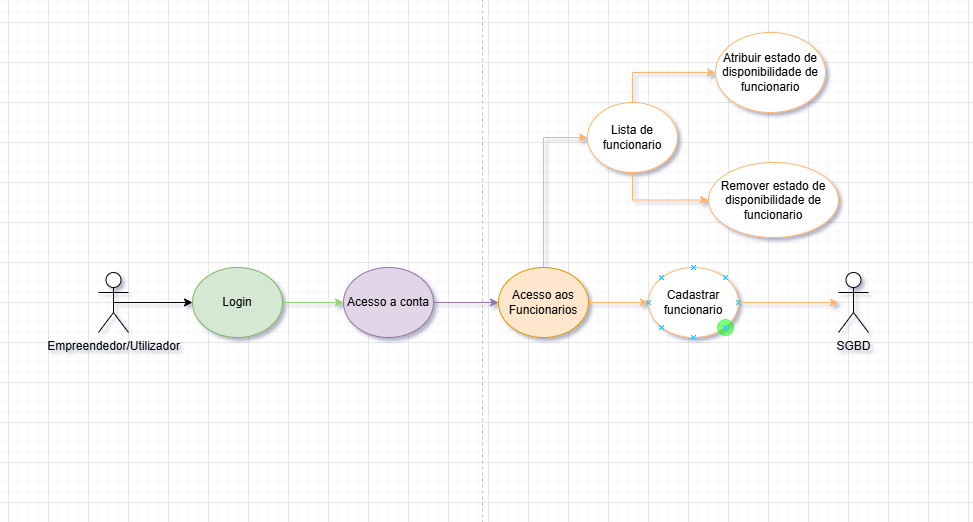 Atribuir estado de
disponibilidade de
funcionario
Lista de
funcionario
Remover estado de
disponibilidade de
funcionario
Login
Acesso a conta
Acesso aos
Funcionarios
Cadastrar
funcionario
Empreendedor/Utilizador
SGBD